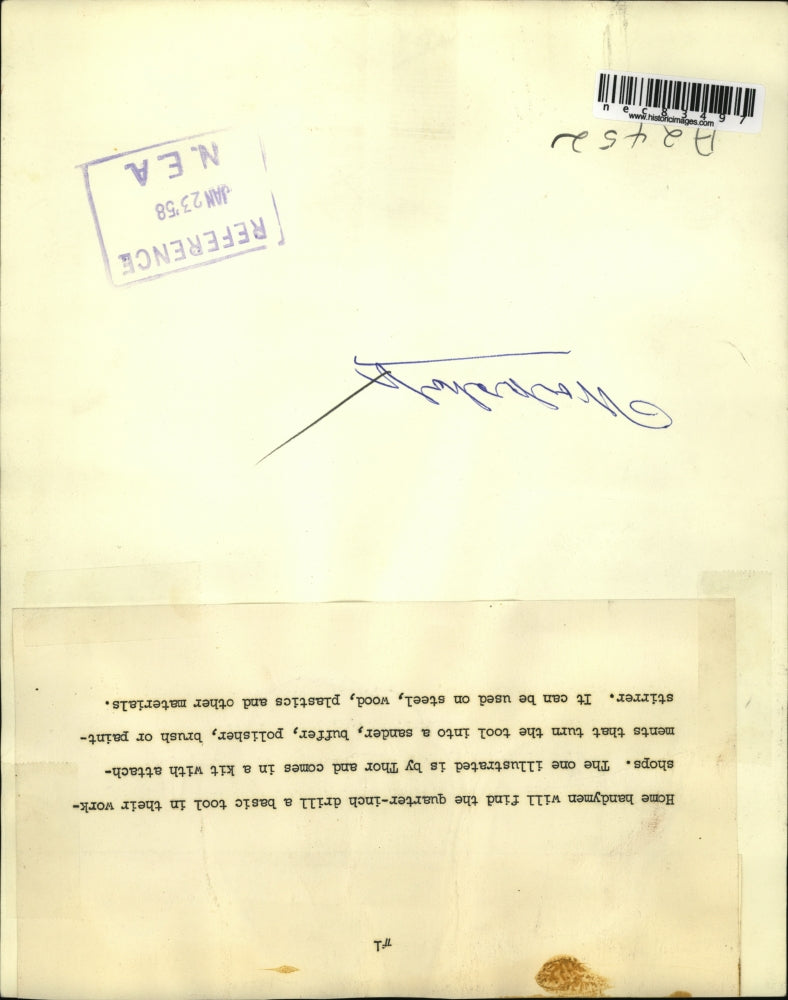 nec83497
www.historicimages.com
A2452
REFERENCE
JAN 23 '58
N.E.A.
Workshop
Home handymen will find the quarter-inch drill a basic tool in their work-
shops. The one illustrated is by Thor and comes in a kit with attach-
ments that turn the tool into a sander, buffer, polisher, brush or paint-
stirrer. It can be used on steel, wood, plastics and other materials.